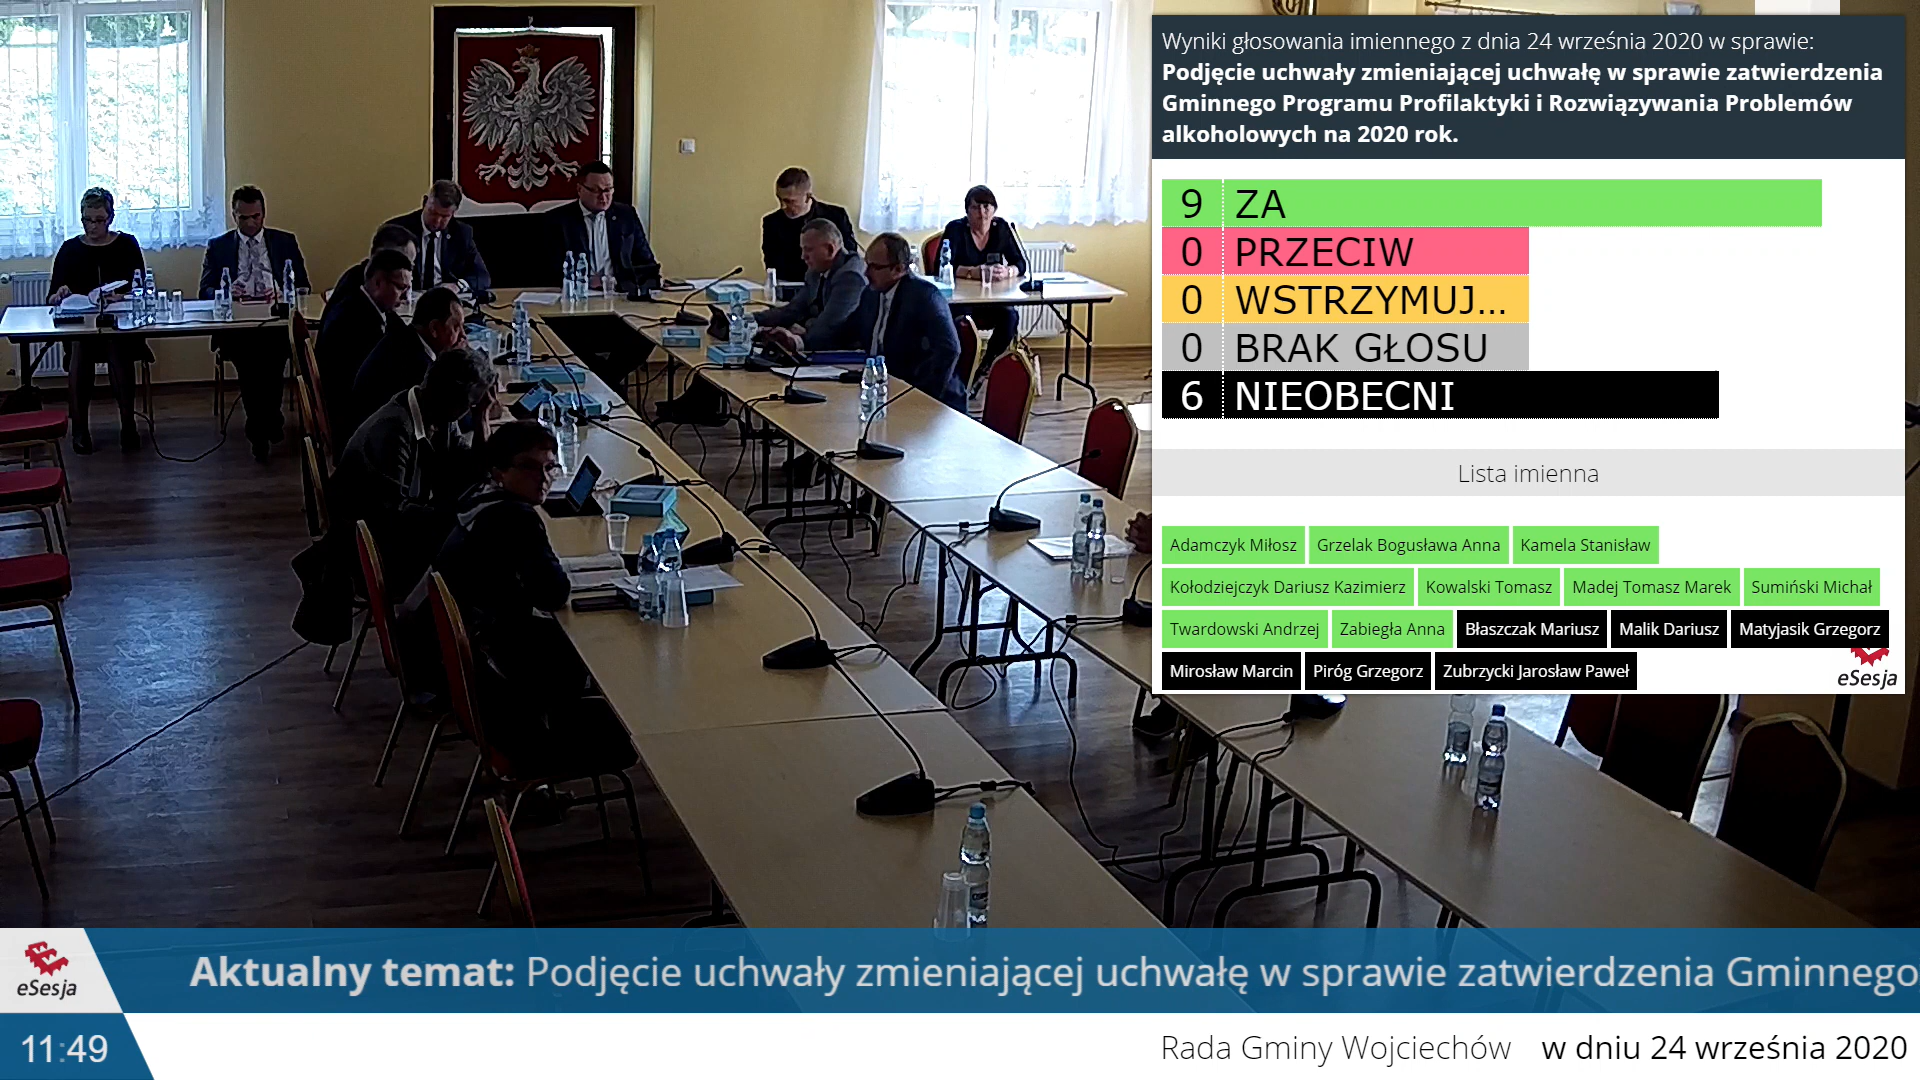 Wyniki głosowania imiennego z dnia 24 września 2020 w sprawie:
Podjęcie uchwały zmieniającej uchwałę w sprawie zatwierdzenia
Gminnego Programu Profilaktyki i Rozwiązywania Problemów
alkoholowych na 2020 rok.
9 ZA
0 PRZECIW
0 WSTRZYMUJ...
0 BRAK GŁOSU
6 NIEOBECNI
Lista imienna
Adamczyk Miłosz Grzelak Bogusława Anna Kamela Stanisław
Kołodziejczyk Dariusz Kazimierz Kowalski Tomasz Madej Tomasz Marek Sumiński Michał
Twardowski Andrzej Zabiegła Anna Błaszczak Mariusz Malik Dariusz Matyjasik Grzegorz
Mirosław Marcin Piróg Grzegorz Zubrzycki Jarosław Paweł
eSesja
eSesja
Aktualny temat: Podjęcie uchwały zmieniającej uchwałę w sprawie zatwierdzenia Gminnego
11:49
Rada Gminy Wojciechów w dniu 24 września 2020